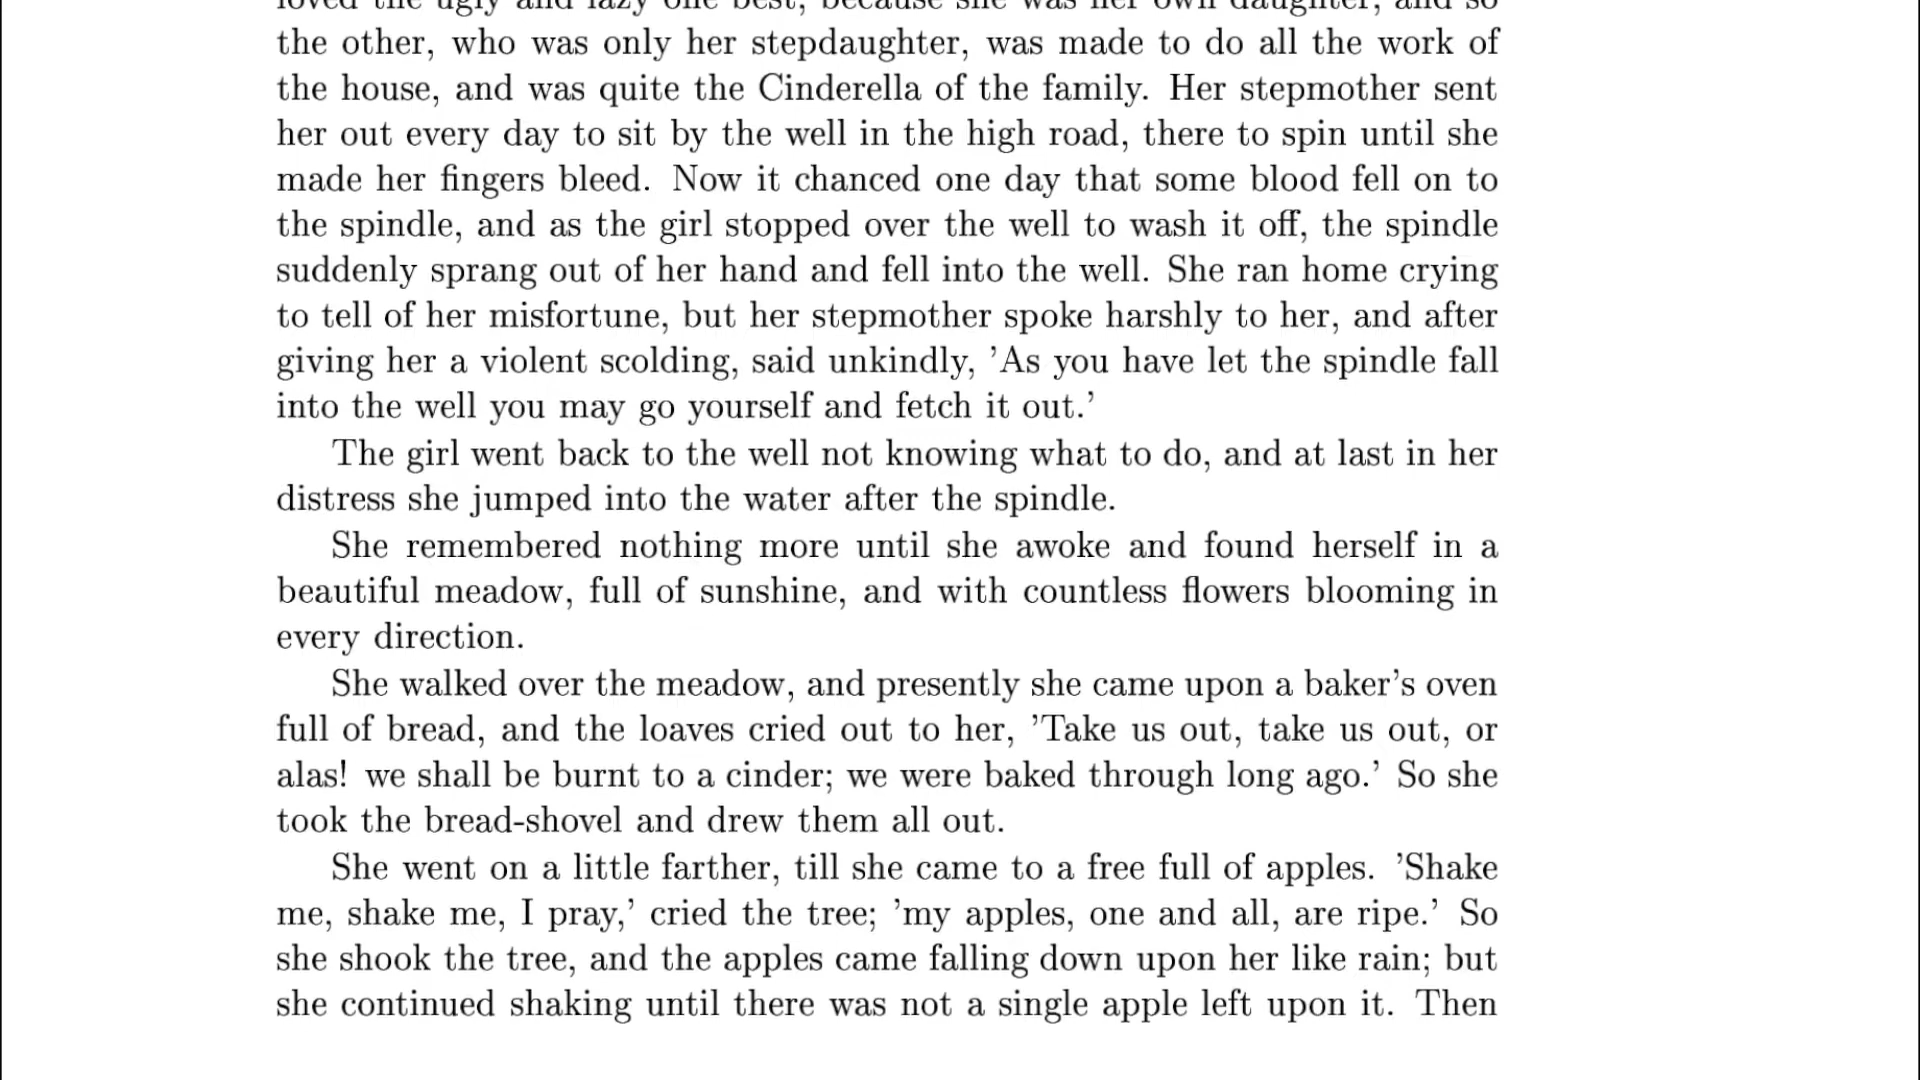 loved the ugly and lazy one best, because she was her own daughter, and so
the other, who was only her stepdaughter, was made to do all the work of
the house, and was quite the Cinderella of the family. Her stepmother sent
her out every day to sit by the well in the high road, there to spin until she
made her fingers bleed. Now it chanced one day that some blood fell on to
the spindle, and as the girl stopped over the well to wash it off, the spindle
suddenly sprang out of her hand and fell into the well. She ran home crying
to tell of her misfortune, but her stepmother spoke harshly to her, and after
giving her a violent scolding, said unkindly, ’As you have let the spindle fall
into the well you may go yourself and fetch it out.’
The girl went back to the well not knowing what to do, and at last in her
distress she jumped into the water after the spindle.
She remembered nothing more until she awoke and found herself in a
beautiful meadow, full of sunshine, and with countless flowers blooming in
every direction.
She walked over the meadow, and presently she came upon a baker’s oven
full of bread, and the loaves cried out to her, ’Take us out, take us out, or
alas! we shall be burnt to a cinder; we were baked through long ago.’ So she
took the bread-shovel and drew them all out.
She went on a little farther, till she came to a free full of apples. ’Shake
me, shake me, I pray,’ cried the tree; ’my apples, one and all, are ripe.’ So
she shook the tree, and the apples came falling down upon her like rain; but
she continued shaking until there was not a single apple left upon it. Then